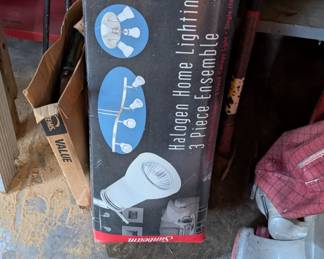 Halogen Home Lighting
3 Piece Ensemble
Sunbeam
VALUE